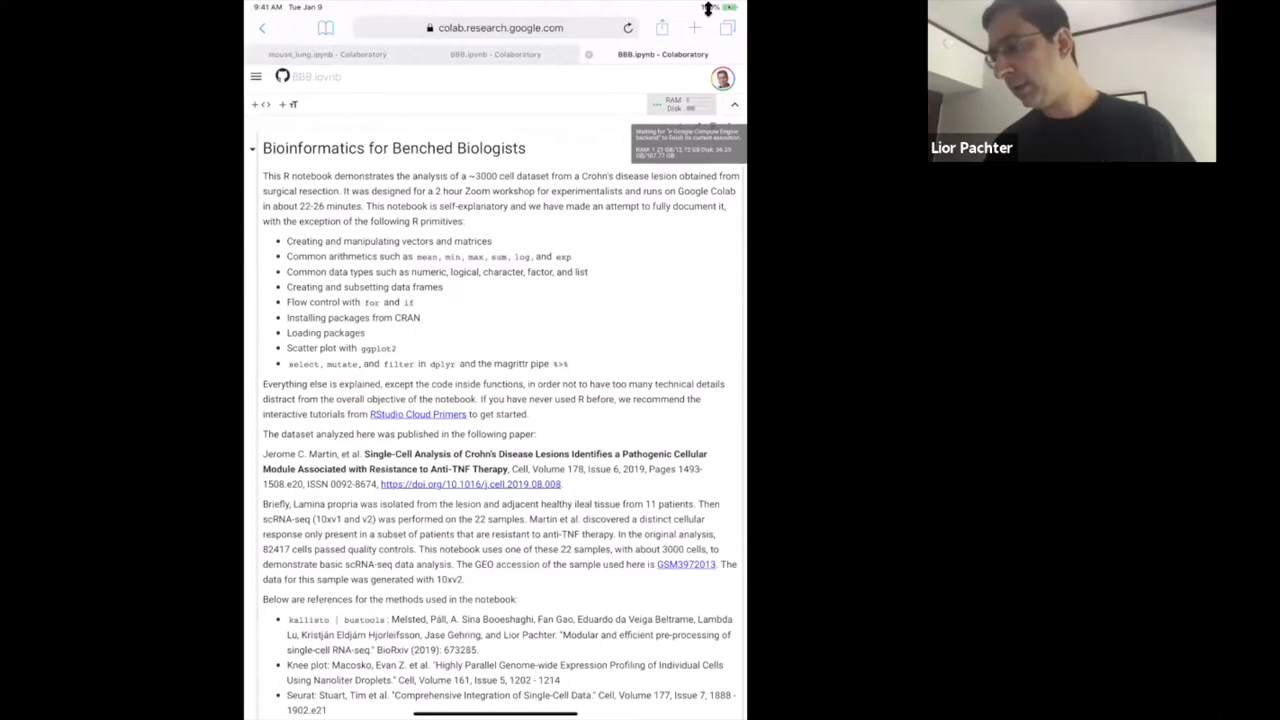 9:41 AM Tue Jan 9
colab.research.google.com
mouse_lung.ipynb - Colaboratory
BBB.ipynb - Colaboratory
BBB.ipynb - Colaboratory
BBB.ipynb
RAM
Disk
Waiting for "ir Google Compute Engine
backend" to finish its current execution.
Lior Pachter
Bioinformatics for Benched Biologists
This R notebook demonstrates the analysis of a ~3000 cell dataset from a Crohn's disease lesion obtained from
surgical resection. It was designed for a 2 hour Zoom workshop for experimentalists and runs on Google Colab
in about 22-26 minutes. This notebook is self-explanatory and we have made an attempt to fully document it,
with the exception of the following R primitives:
• Creating and manipulating vectors and matrices
• Common arithmetics such as mean, min, max, sum, log, and exp
• Common data types such as numeric, logical, character, factor, and list
• Creating and subsetting data frames
• Flow control with for and if
• Installing packages from CRAN
• Loading packages
• Scatter plot with ggplot2
• select, mutate, and filter in dplyr and the magrittr pipe %>%
Everything else is explained, except the code inside functions, in order not to have too many technical details
distract from the overall objective of the notebook. If you have never used R before, we recommend the
interactive tutorials from RStudio Cloud Primers to get started.
The dataset analyzed here was published in the following paper:
Jerome C. Martin, et al. Single-Cell Analysis of Crohn's Disease Lesions Identifies a Pathogenic Cellular
Module Associated with Resistance to Anti-TNF Therapy, Cell, Volume 178, Issue 6, 2019, Pages 1493-
1508.e20, ISSN 0092-8674, https://doi.org/10.1016/j.cell.2019.08.008.
Briefly, Lamina propria was isolated from the lesion and adjacent healthy ileal tissue from 11 patients. Then
scRNA-seq (10xv1 and v2) was performed on the 22 samples. Martin et al. discovered a distinct cellular
response only present in a subset of patients that are resistant to anti-TNF therapy. In the original analysis,
82417 cells passed quality controls. This notebook uses one of these 22 samples, with about 3000 cells, to
demonstrate basic scRNA-seq data analysis. The GEO accession of the sample used here is GSM3972013. The
data for this sample was generated with 10xv2.
Below are references for the methods used in the notebook:
• kallisto | bustools: Melsted, Páll, A. Sina Booeshaghi, Fan Gao, Eduardo da Veiga Beltrame, Lambda
Lu, Kristján Eldjárn Hjorleifsson, Jase Gehring, and Lior Pachter. "Modular and efficient pre-processing of
single-cell RNA-seq." BioRxiv (2019): 673285.
• Knee plot: Macosko, Evan Z. et al. "Highly Parallel Genome-wide Expression Profiling of Individual Cells
Using Nanoliter Droplets." Cell, Volume 161, Issue 5, 1202 - 1214
• Seurat: Stuart, Tim et al. "Comprehensive Integration of Single-Cell Data." Cell, Volume 177, Issue 7, 1888 -
1902.e21